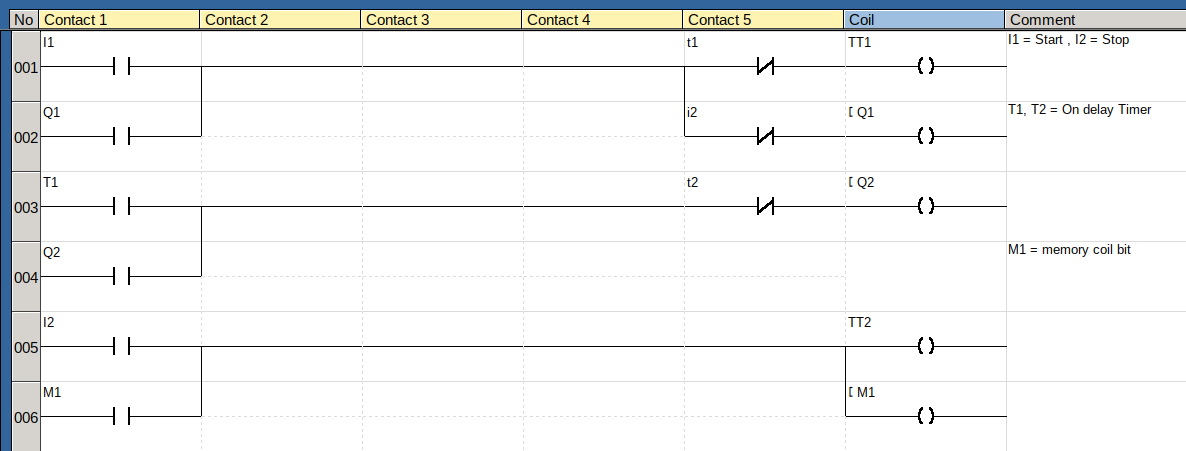 No Contact 1 Contact 2 Contact 3 Contact 4 Contact 5 Coil Comment
I1 t1 TT1 I1 = Start , I2 = Stop
001
Q1 i2 [ Q1 T1, T2 = On delay Timer
002
T1 t2 [ Q2
003
Q2 M1 = memory coil bit
004
I2 TT2
005
M1 [ M1
006